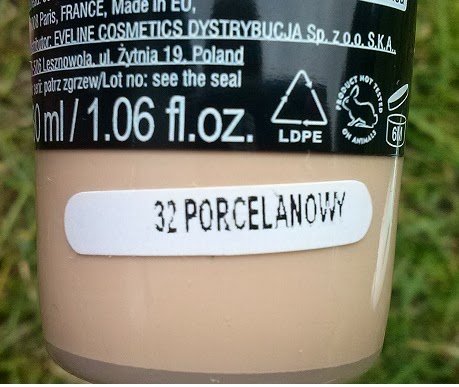 Paris, FRANCE, Made in EU,
EVELINE COSMETICS DYSTRYBUCJA Sp. z o.o. S.K.A.,
Lesznowola, ul. Żytnia 19, Poland
patrz zgrzew/Lot no: see the seal
ml / 1.06 fl.oz.
LDPE
PRODUCT NOT TESTED
ON ANIMALS
32 PORCELANOWY